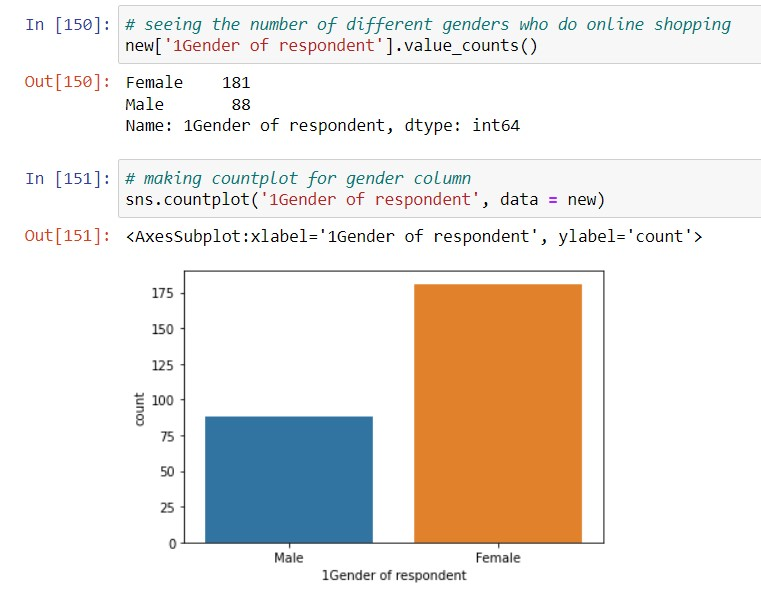 In [150]: # seeing the number of different genders who do online shopping
new['1Gender of respondent'].value_counts()
Out[150]: Female    181
Male       88
Name: 1Gender of respondent, dtype: int64
In [151]: # making countplot for gender column
sns.countplot('1Gender of respondent', data = new)
Out[151]: <AxesSubplot:xlabel='1Gender of respondent', ylabel='count'>
175
150
125
100
75
50
25
0
count
Male Female
1Gender of respondent